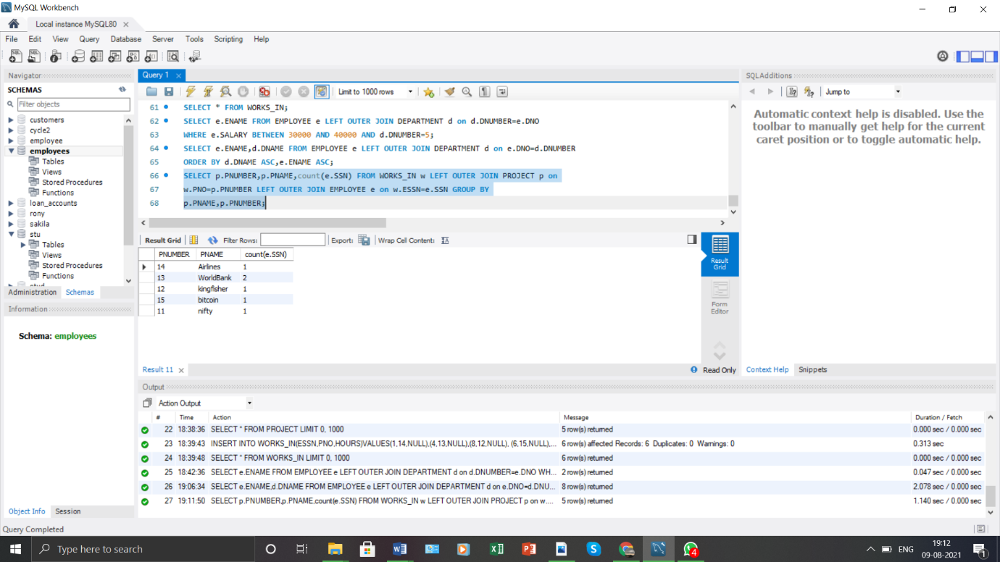 MySQL Workbench
Local instance MySQL80
File Edit View Query Database Server Tools Scripting Help
Navigator
SCHEMAS
Filter objects
customers
cycle2
employee
employees
Tables
Views
Stored Procedures
Functions
loan_accounts
rony
sakila
stu
Tables
Views
Stored Procedures
Functions
Administration Schemas
Information
Schema: employees
Object Info Session
Query 1
Limit to 1000 rows
61 SELECT * FROM WORKS_IN;
62 SELECT e.ENAME FROM EMPLOYEE e LEFT OUTER JOIN DEPARTMENT d on d.DNUMBER=e.DNO
63 WHERE e.SALARY BETWEEN 30000 AND 40000 AND d.DNUMBER=5;
64 SELECT e.ENAME,d.DNAME FROM EMPLOYEE e LEFT OUTER JOIN DEPARTMENT d on e.DNO=d.DNUMBER
65 ORDER BY d.DNAME ASC,e.ENAME ASC;
66 SELECT p.PNUMBER,p.PNAME,count(e.SSN) FROM WORKS_IN w LEFT OUTER JOIN PROJECT p on
67 w.PNO=p.PNUMBER LEFT OUTER JOIN EMPLOYEE e on w.ESSN=e.SSN GROUP BY
68 p.PNAME,p.PNUMBER;
Result Grid Filter Rows: Export: Wrap Cell Content:
PNUMBER PNAME count(e.SSN)
14 Airlines 1
13 WorldBank 2
12 kingfisher 1
15 bitcoin 1
11 nifty 1
Result Grid
Form Editor
Result 11
Read Only
SQLAdditions
Jump to
Automatic context help is disabled. Use the
toolbar to manually get help for the current
caret position or to toggle automatic help.
Context Help Snippets
Output
Action Output
# Time Action Message Duration / Fetch
22 18:38:36 SELECT * FROM PROJECT LIMIT 0, 1000 5 row(s) returned 0.000 sec / 0.000 sec
23 18:39:43 INSERT INTO WORKS_IN(ESSN,PNO,HOURS)VALUES(1,14,NULL),(4,13,NULL),(8,12,NULL), (6,15,NULL),... 6 row(s) affected Records: 6 Duplicates: 0 Warnings: 0 0.313 sec
24 18:39:48 SELECT * FROM WORKS_IN LIMIT 0, 1000 6 row(s) returned 0.000 sec / 0.000 sec
25 18:42:36 SELECT e.ENAME FROM EMPLOYEE e LEFT OUTER JOIN DEPARTMENT d on d.DNUMBER=e.DNO WH... 2 row(s) returned 0.047 sec / 0.000 sec
26 19:06:34 SELECT e.ENAME,d.DNAME FROM EMPLOYEE e LEFT OUTER JOIN DEPARTMENT d on e.DNO=d.DNU... 8 row(s) returned 2.078 sec / 0.000 sec
27 19:11:50 SELECT p.PNUMBER,p.PNAME,count(e.SSN) FROM WORKS_IN w LEFT OUTER JOIN PROJECT p on w.... 5 row(s) returned 1.140 sec / 0.000 sec
Query Completed
Type here to search
ENG
19:12
09-08-2021
4
1